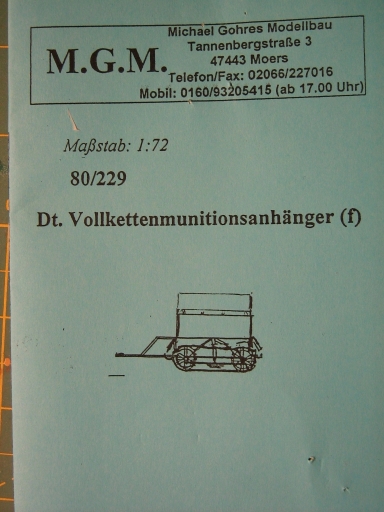 M.G.M.
Michael Gohres Modellbau
Tannenbergstraße 3
47443 Moers
Telefon/Fax: 02066/227016
Mobil: 0160/93205415 (ab 17.00 Uhr)
Maßstab: 1:72
80/229
Dt. Vollkettenmunitionsanhänger (f)